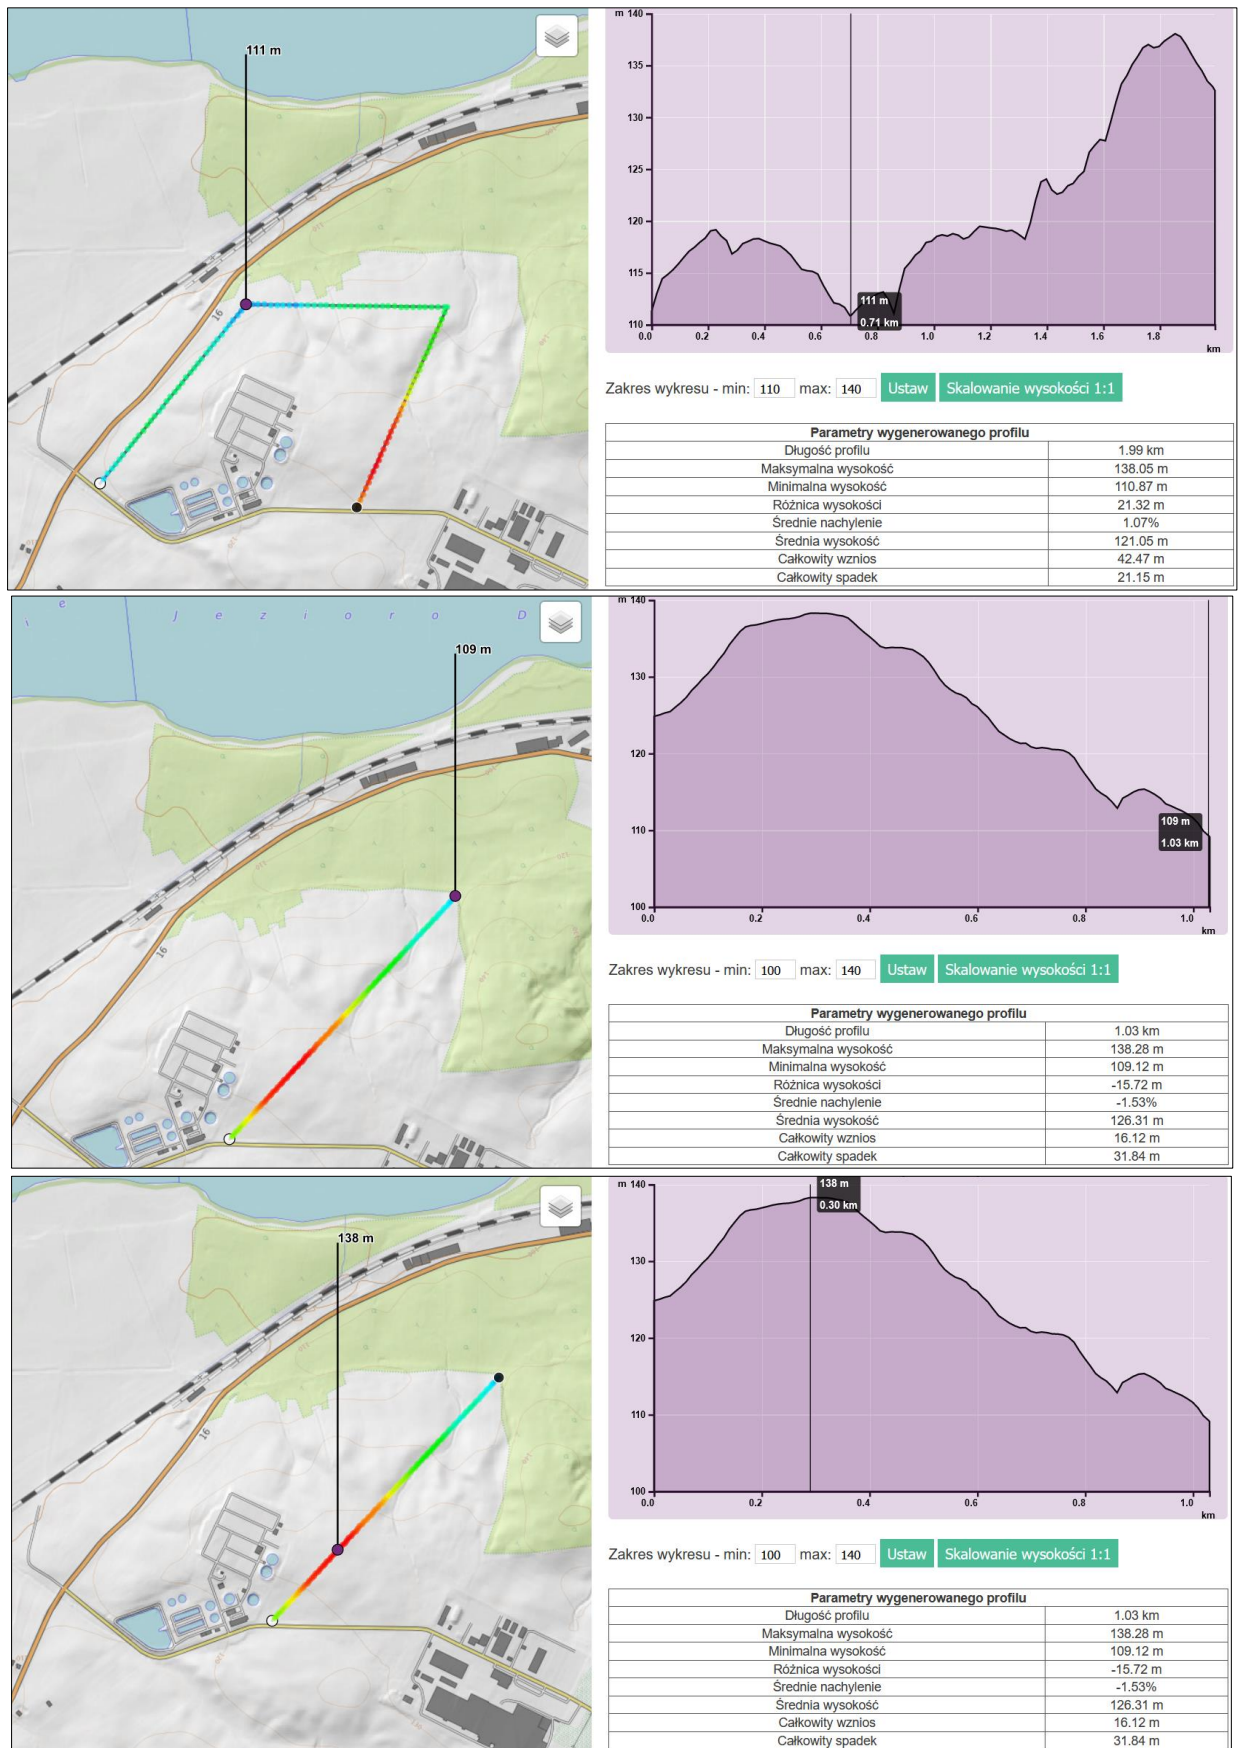 111 m
16
m 140
135
130
125
120
115
110
111 m
0.71 km
0.0 0.2 0.4 0.6 0.8 1.0 1.2 1.4 1.6 1.8
km
Zakres wykresu - min: 110 max: 140 Ustaw Skalowanie wysokości 1:1
Parametry wygenerowanego profilu
Długość profilu 1.99 km
Maksymalna wysokość 138.05 m
Minimalna wysokość 110.87 m
Różnica wysokości 21.32 m
Średnie nachylenie 1.07%
Średnia wysokość 121.05 m
Całkowity wznios 42.47 m
Całkowity spadek 21.15 m
e J e z i o r o D
109 m
16
m 140
130
120
110
100
109 m
1.03 km
0.0 0.2 0.4 0.6 0.8 1.0
km
Zakres wykresu - min: 100 max: 140 Ustaw Skalowanie wysokości 1:1
Parametry wygenerowanego profilu
Długość profilu 1.03 km
Maksymalna wysokość 138.28 m
Minimalna wysokość 109.12 m
Różnica wysokości -15.72 m
Średnie nachylenie -1.53%
Średnia wysokość 126.31 m
Całkowity wznios 16.12 m
Całkowity spadek 31.84 m
138 m
16
m 140
130
120
110
100
138 m
0.30 km
0.0 0.2 0.4 0.6 0.8 1.0
km
Zakres wykresu - min: 100 max: 140 Ustaw Skalowanie wysokości 1:1
Parametry wygenerowanego profilu
Długość profilu 1.03 km
Maksymalna wysokość 138.28 m
Minimalna wysokość 109.12 m
Różnica wysokości -15.72 m
Średnie nachylenie -1.53%
Średnia wysokość 126.31 m
Całkowity wznios 16.12 m
Całkowity spadek 31.84 m